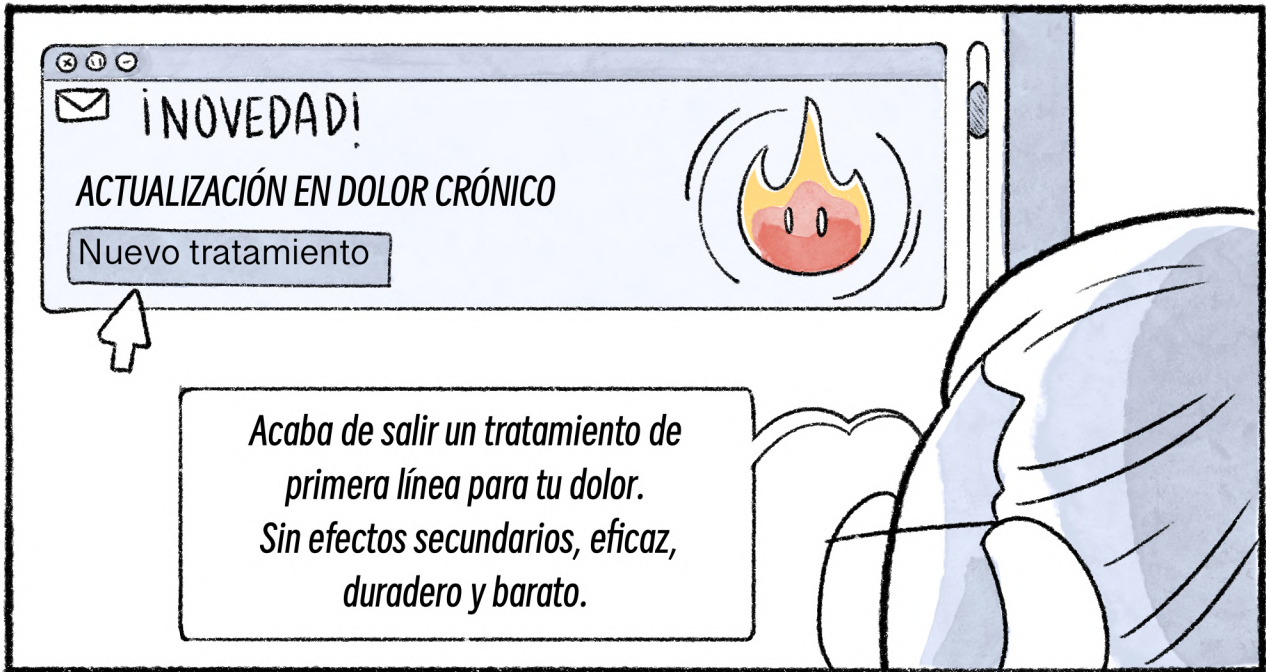 ¡NOVEDAD!
ACTUALIZACIÓN EN DOLOR CRÓNICO
Nuevo tratamiento
Acaba de salir un tratamiento de
primera línea para tu dolor.
Sin efectos secundarios, eficaz,
duradero y barato.